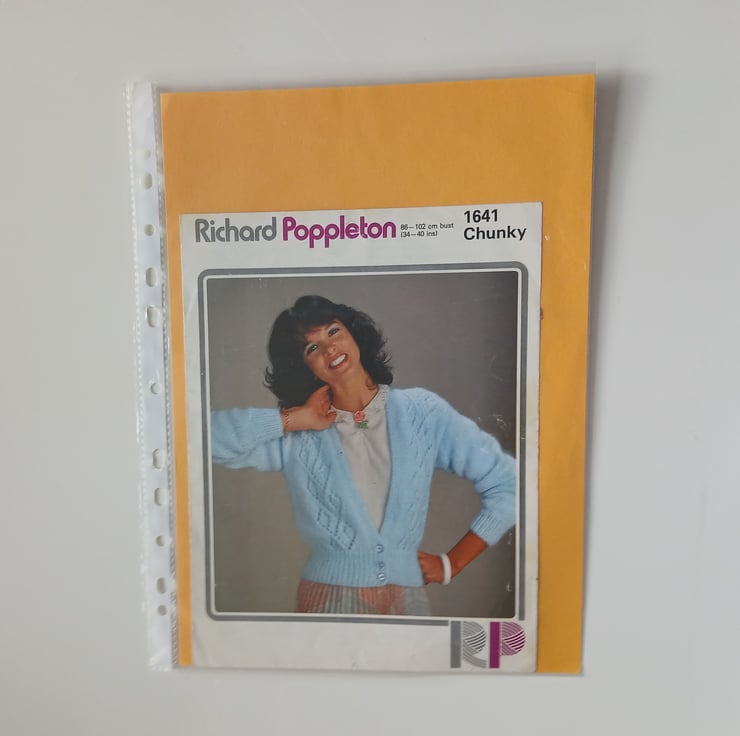 Richard Poppleton
86–102 cm bust
(34–40 ins)
1641
Chunky
RP